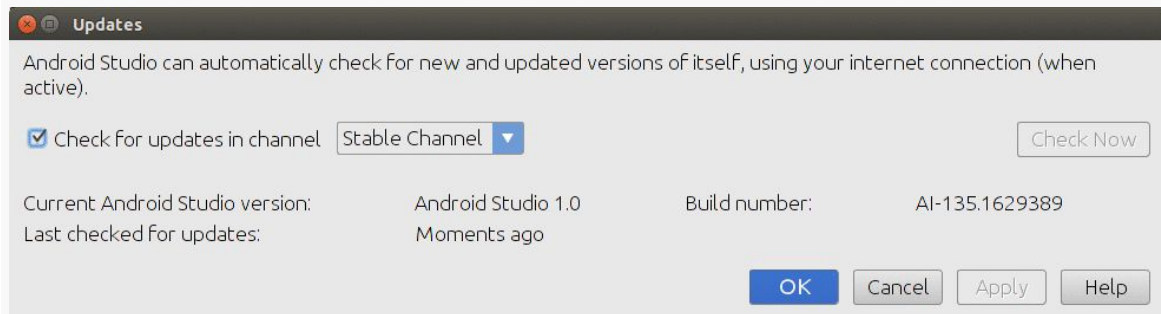 Updates
Android Studio can automatically check for new and updated versions of itself, using your internet connection (when
active).
Check for updates in channel Stable Channel Check Now
Current Android Studio version: Android Studio 1.0 Build number: AI-135.1629389
Last checked for updates: Moments ago
OK Cancel Apply Help